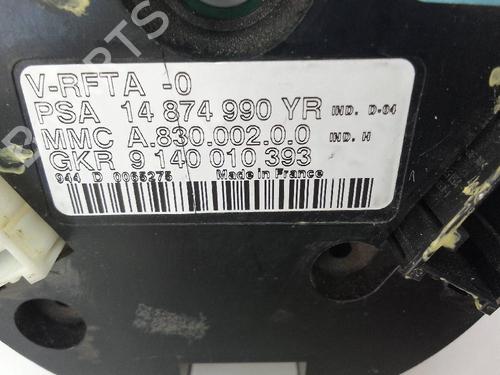 V-RFTA -0
PSA 14 874 990 YR IND. D-04
MMC A.830.002.0.0 IND. H
GKR 9 140 010 393
944 D 0065275 Made in France
PARTS